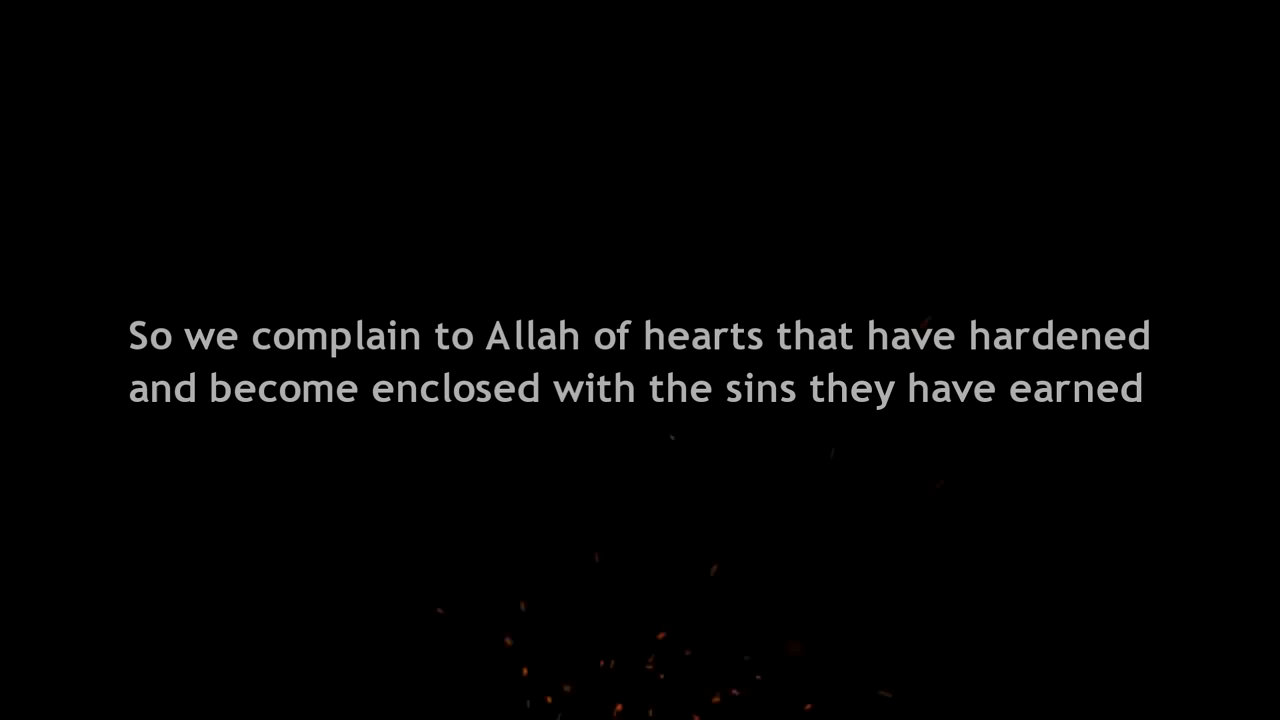 So we complain to Allah of hearts that have hardened
and become enclosed with the sins they have earned